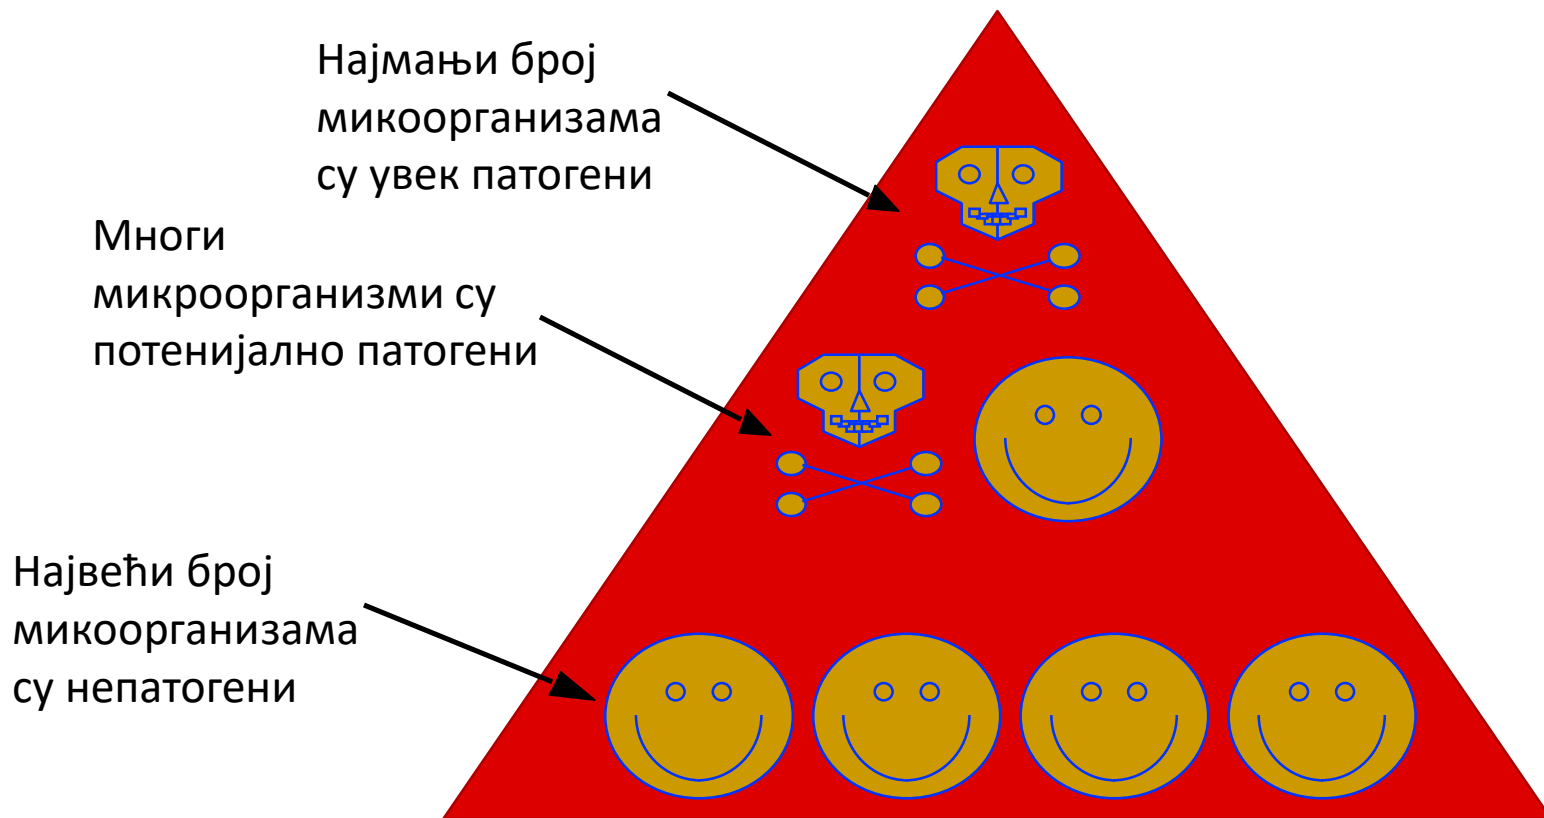 Најмањи број
микоорганизама
су увек патогени
Многи
микроорганизми су
потенијално патогени
Највећи број
микоорганизама
су непатогени